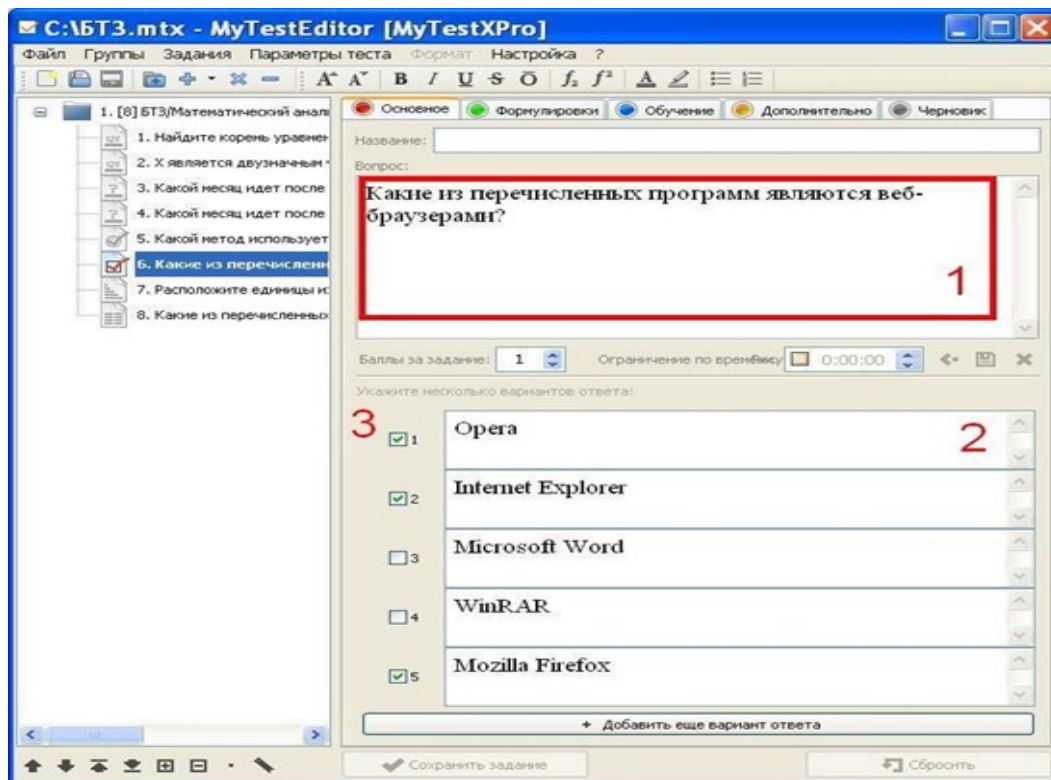 C:\БТЗ.mtx - MyTestEditor [MyTestXPro]
Файл Группы Задания Параметры теста Формат Настройка ?
1. [8] БТЗ/Математический анал
1. Найдите корень уравнен
2. X является двузначным
3. Какой месяц идет после
4. Какой месяц идет после
5. Какой метод использует
6. Какие из перечисленн
7. Расположите единицы и
8. Какие из перечисленных
Основное Формулировки Обучение Дополнительно Черновик
Название:
Вопрос:
Какие из перечисленных программ являются веб-
браузерами?
1
Баллы за задание: 1 Ограничение по 0:00:00
Укажите несколько вариантов ответа:
3
1 Opera 2
2 Internet Explorer
3 Microsoft Word
4 WinRAR
5 Mozilla Firefox
+ Добавить еще вариант ответа
Сохранить задание Сбросить